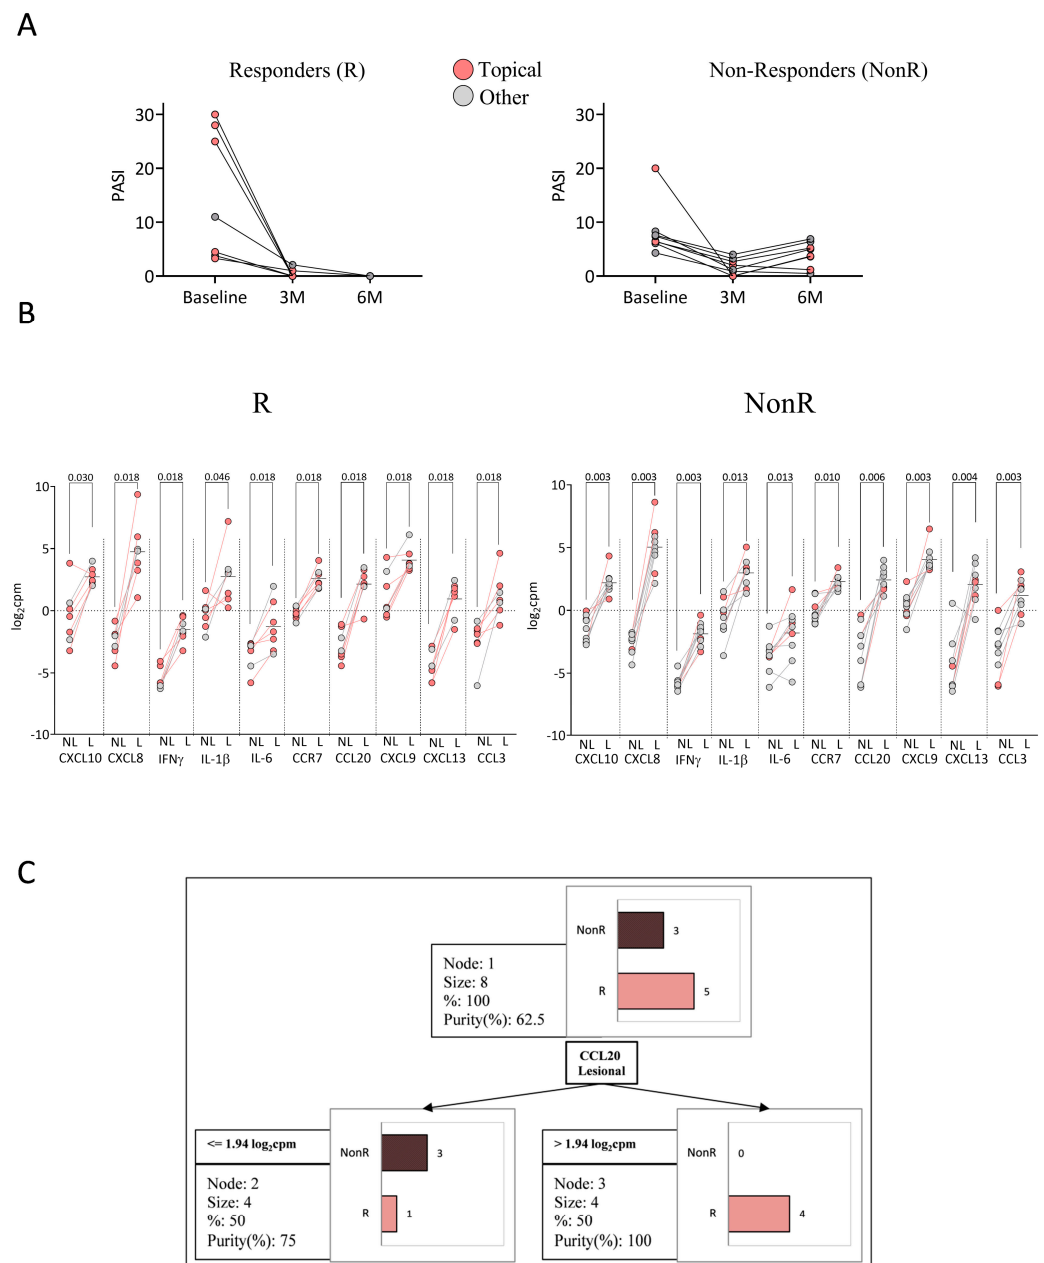 A
Responders (R)
Topical
Other
Non-Responders (NonR)
PASI
30
20
10
0
Baseline 3M 6M
PASI
30
20
10
0
Baseline 3M 6M
B
R
NonR
0.030 0.018 0.018 0.046 0.018 0.018 0.018 0.018 0.018 0.018
log₂cpm
10
5
0
-5
-10
NL L NL L NL L NL L NL L NL L NL L NL L NL L NL L
CXCL10 CXCL8 IFNγ IL-1β IL-6 CCR7 CCL20 CXCL9 CXCL13 CCL3
0.003 0.003 0.003 0.013 0.013 0.010 0.006 0.003 0.004 0.003
log₂cpm
10
5
0
-5
-10
NL L NL L NL L NL L NL L NL L NL L NL L NL L NL L
CXCL10 CXCL8 IFNγ IL-1β IL-6 CCR7 CCL20 CXCL9 CXCL13 CCL3
C
Node: 1
Size: 8
%: 100
Purity(%): 62.5
NonR 3
R 5
CCL20
Lesional
<= 1.94 log₂cpm
Node: 2
Size: 4
%: 50
Purity(%): 75
NonR 3
R 1
> 1.94 log₂cpm
Node: 3
Size: 4
%: 50
Purity(%): 100
NonR 0
R 4